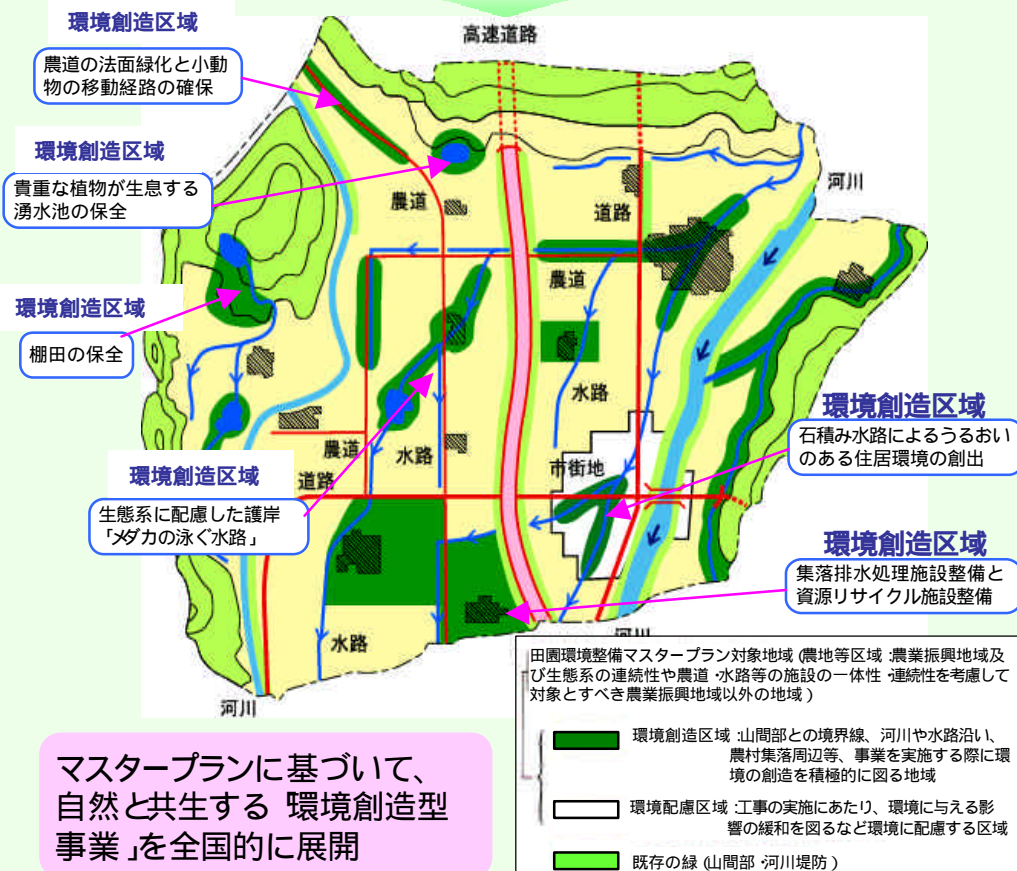 環境創造区域
高速道路
農道の法面緑化と小動
物の移動経路の確保
環境創造区域
貴重な植物が生息する
湧水池の保全
河川
農道
道路
農道
環境創造区域
棚田の保全
水路
環境創造区域
石積み水路によるうるおい
のある住居環境の創出
農道
水路
市街地
環境創造区域
道路
生態系に配慮した護岸
「メダカの泳ぐ水路」
環境創造区域
集落排水処理施設整備と
資源リサイクル施設整備
水路
河川
河川
田園環境整備マスタープラン対象地域(農地等区域:農業振興地域及
び生態系の連続性や農道・水路等の施設の一体性・連続性を考慮して
対象とすべき農業振興地域以外の地域)
環境創造区域:山間部との境界線、河川や水路沿い、
農村集落周辺等、事業を実施する際に環
境の創造を積極的に図る地域
環境配慮区域:工事の実施にあたり、環境に与える影
響の緩和を図るなど環境に配慮する区域
既存の緑(山間部・河川堤防)
マスタープランに基づいて、
自然と共生する「環境創造型
事業」を全国的に展開